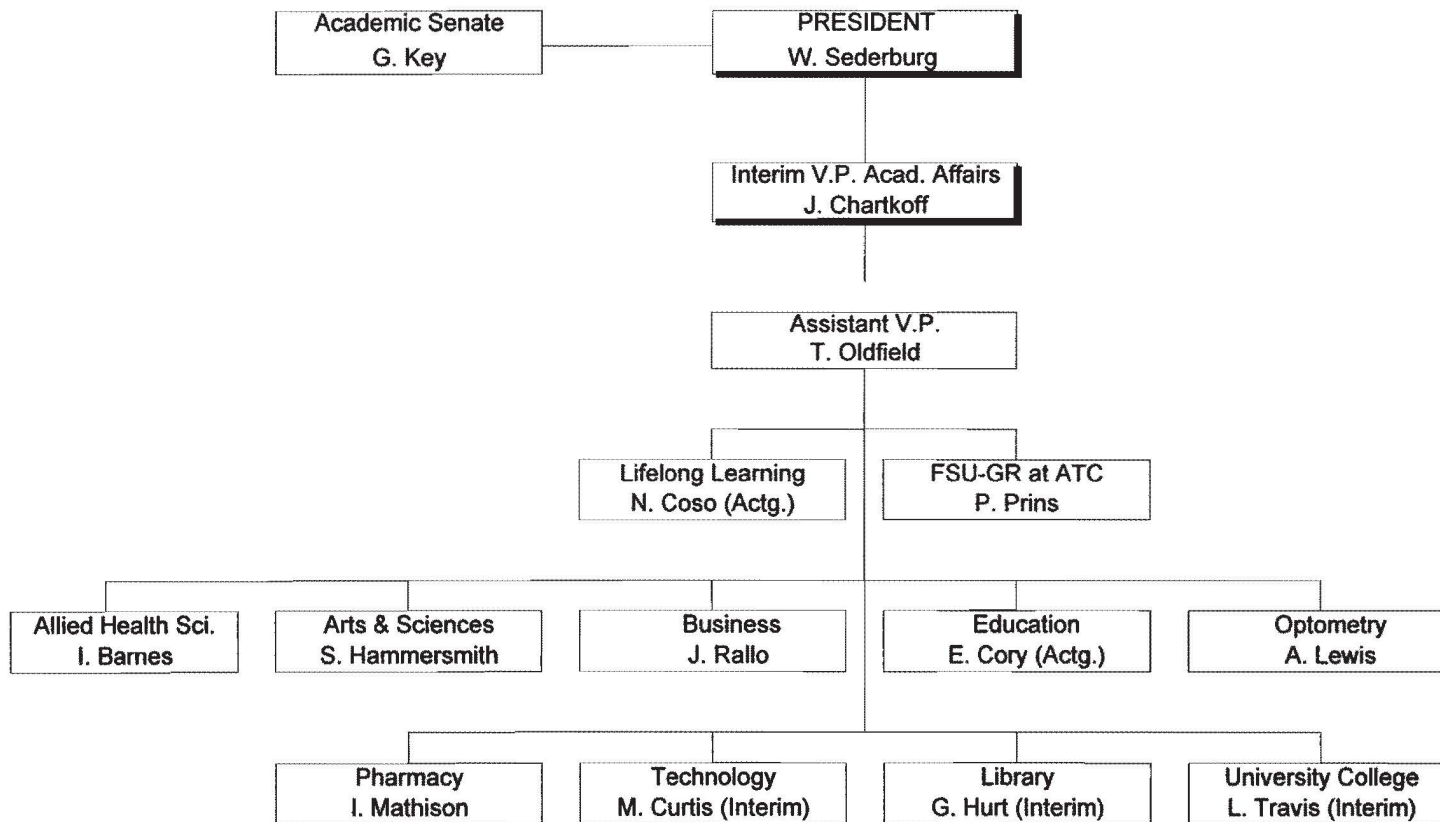 Academic Senate
G. Key
PRESIDENT
W. Sederburg
Interim V.P. Acad. Affairs
J. Chartkoff
Assistant V.P.
T. Oldfield
Lifelong Learning
N. Coso (Actg.)
FSU-GR at ATC
P. Prins
Allied Health Sci.
I. Barnes
Arts & Sciences
S. Hammersmith
Business
J. Rallo
Education
E. Cory (Actg.)
Optometry
A. Lewis
Pharmacy
I. Mathison
Technology
M. Curtis (Interim)
Library
G. Hurt (Interim)
University College
L. Travis (Interim)